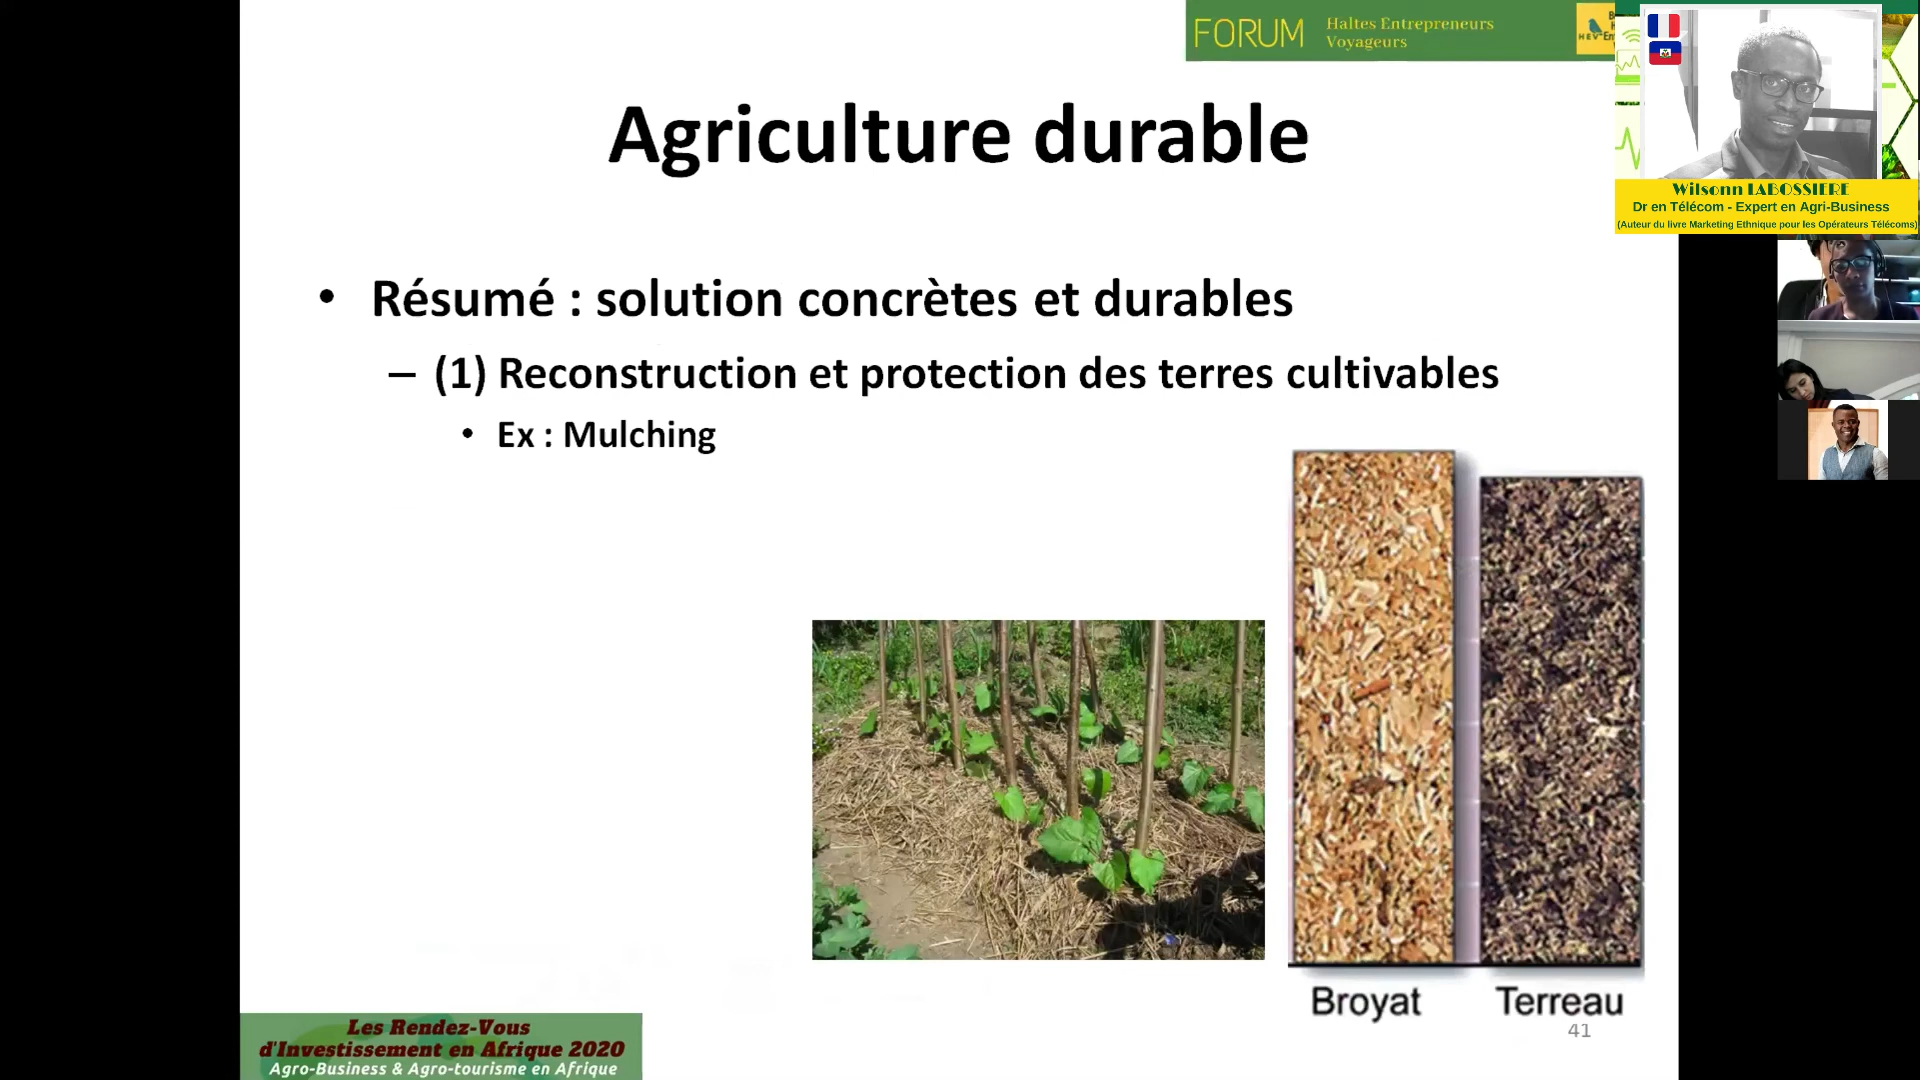 FORUM
Haltes Entrepreneurs
Voyageurs
Wilsonn LABOSSIERE
Dr en Télécom - Expert en Agri-Business
(Auteur du livre Marketing Ethnique pour les Opérateurs Télécoms)
Agriculture durable
• Résumé : solution concrètes et durables
– (1) Reconstruction et protection des terres cultivables
• Ex : Mulching
Broyat
Terreau
41
Les Rendez-Vous
d'Investissement en Afrique 2020
Agro-Business & Agro-tourisme en Afrique